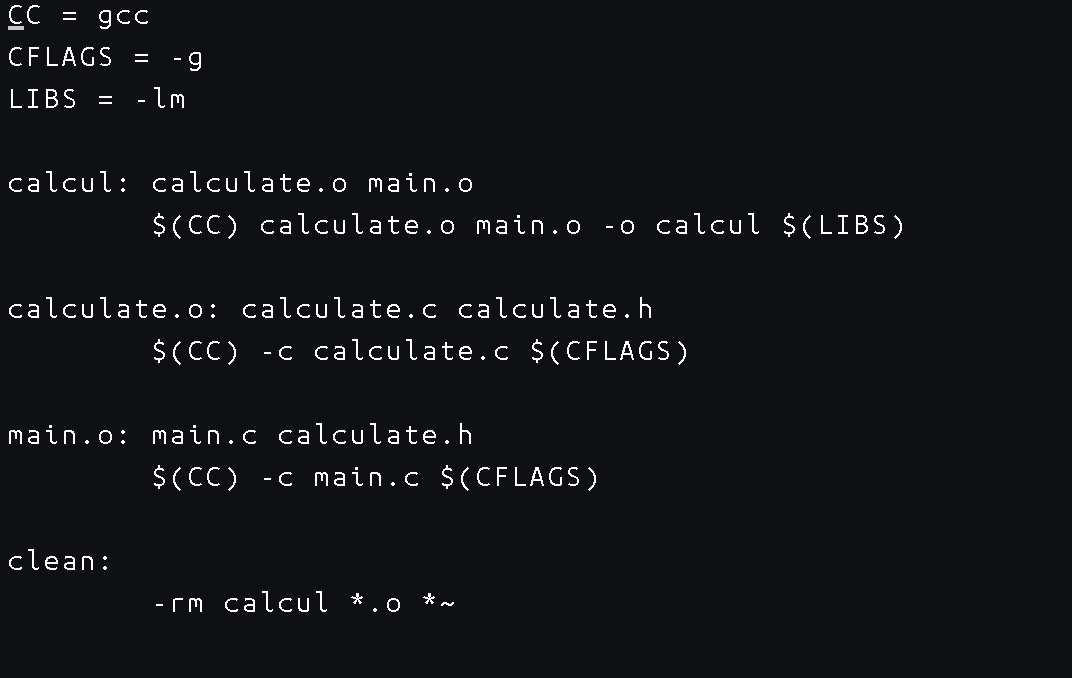 CC = gcc
CFLAGS = -g
LIBS = -lm
calcul: calculate.o main.o
$(CC) calculate.o main.o -o calcul $(LIBS)
calculate.o: calculate.c calculate.h
$(CC) -c calculate.c $(CFLAGS)
main.o: main.c calculate.h
$(CC) -c main.c $(CFLAGS)
clean:
-rm calcul *.o *~